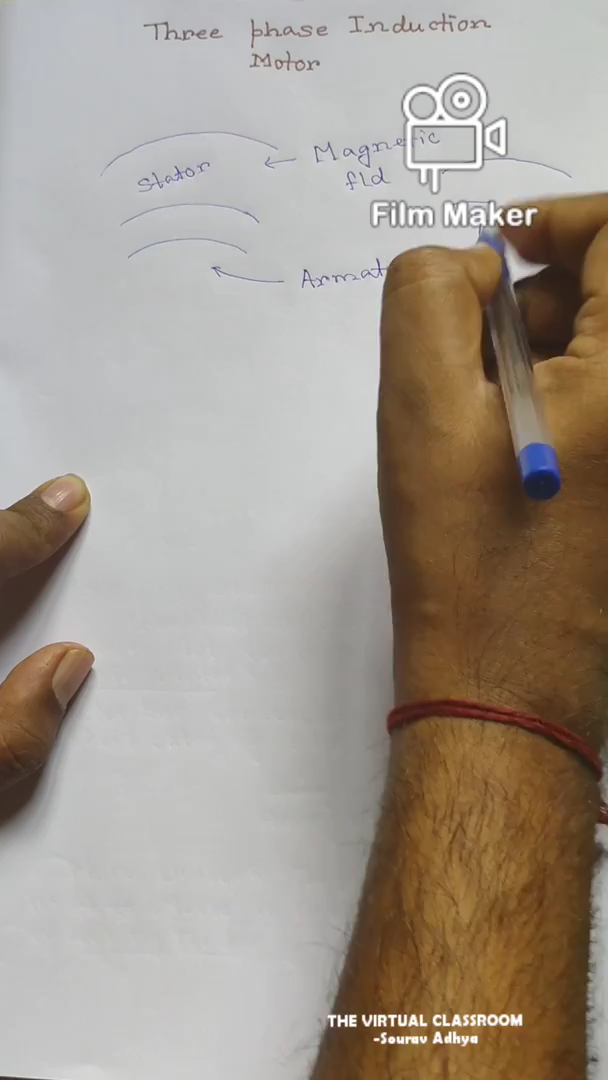 Three phase Induction
Motor
Magnetic
fld
Stator
Film Maker
THE VIRTUAL CLASSROOM
-Sourav Adhya